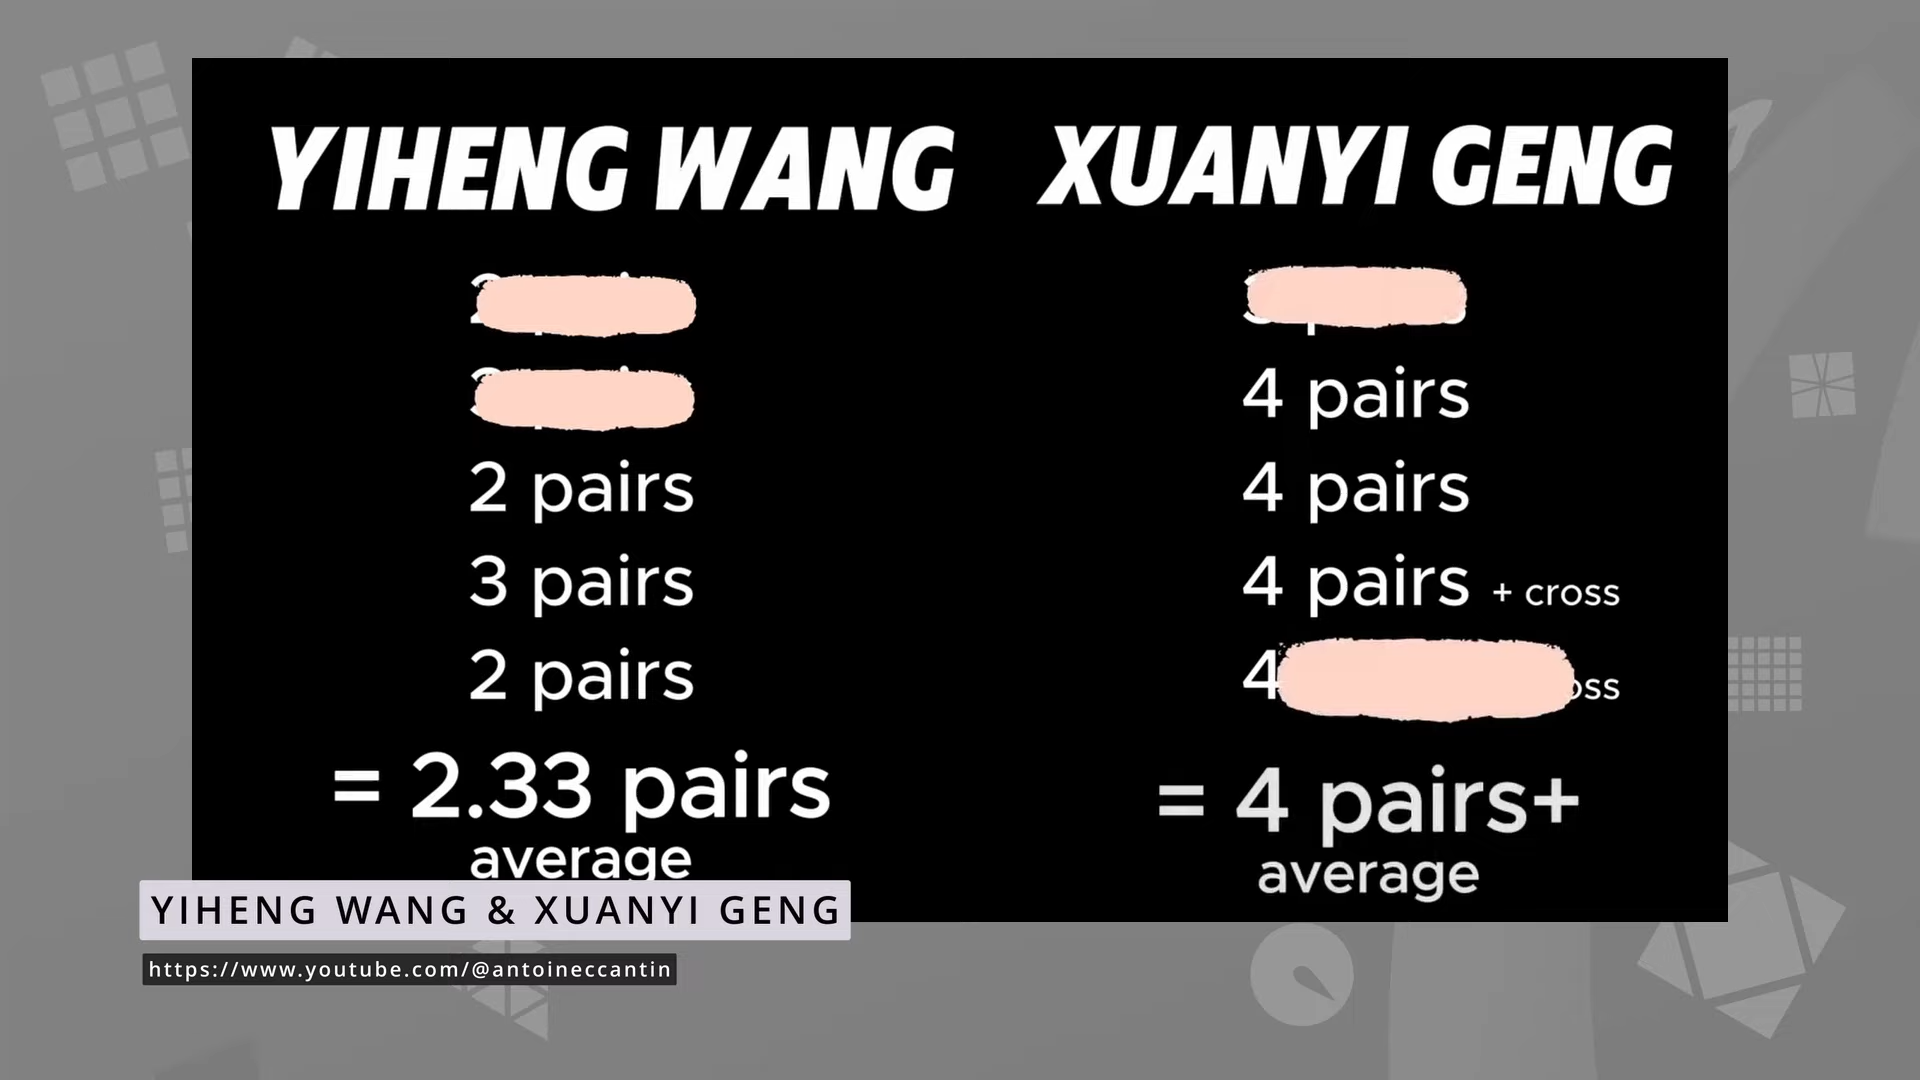 YIHENG WANG
2 pairs
3 pairs
2 pairs
= 2.33 pairs
average
XUANYI GENG
4 pairs
4 pairs
4 pairs + cross
4
= 4 pairs+
average
YIHENG WANG & XUANYI GENG
https://www.youtube.com/@antoineccantin